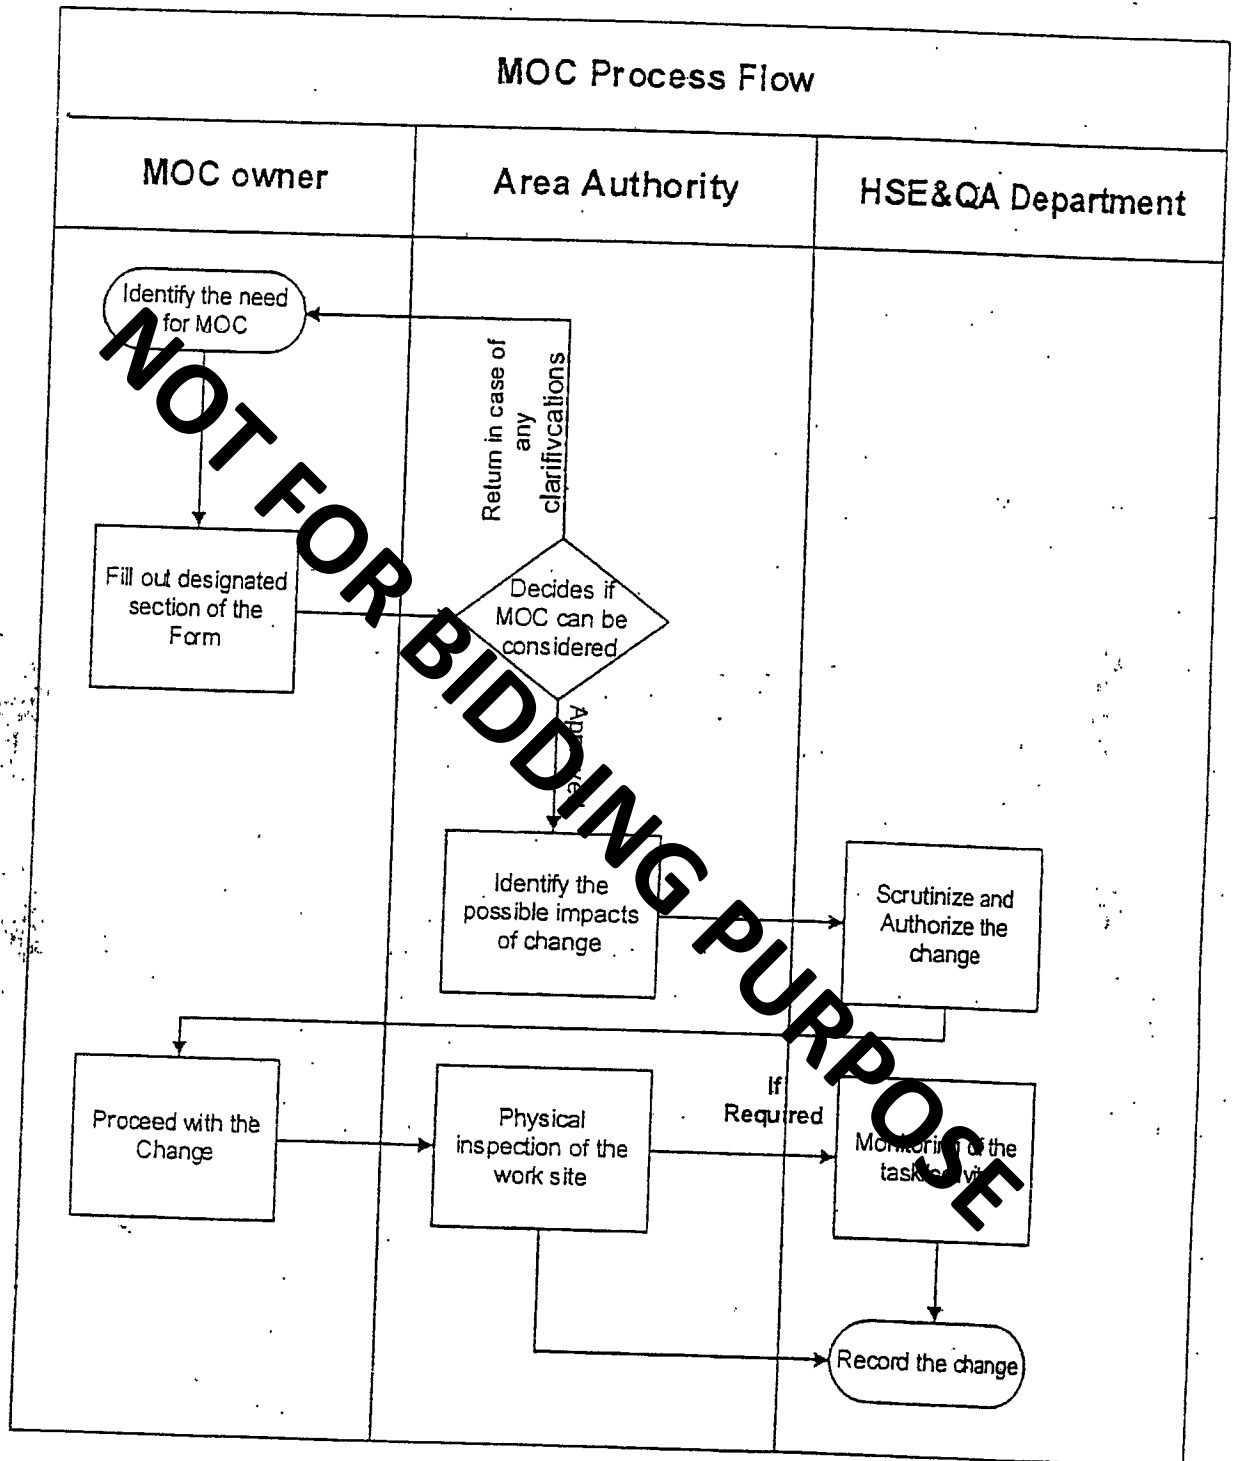 MOC Process Flow
MOC owner
Area Authority
HSE&QA Department
Identify the need
for MOC
Return in case of
any
clarifivcations
Fill out designated
section of the
Form
Decides if
MOC can be
considered
Identify the
possible impacts
of change
Scrutinize and
Authorize the
change
Proceed with the
Change
Physical
inspection of the
work site
If
Required
Monitoring of the
Record the change
NOT FOR BIDDING PURPOSE